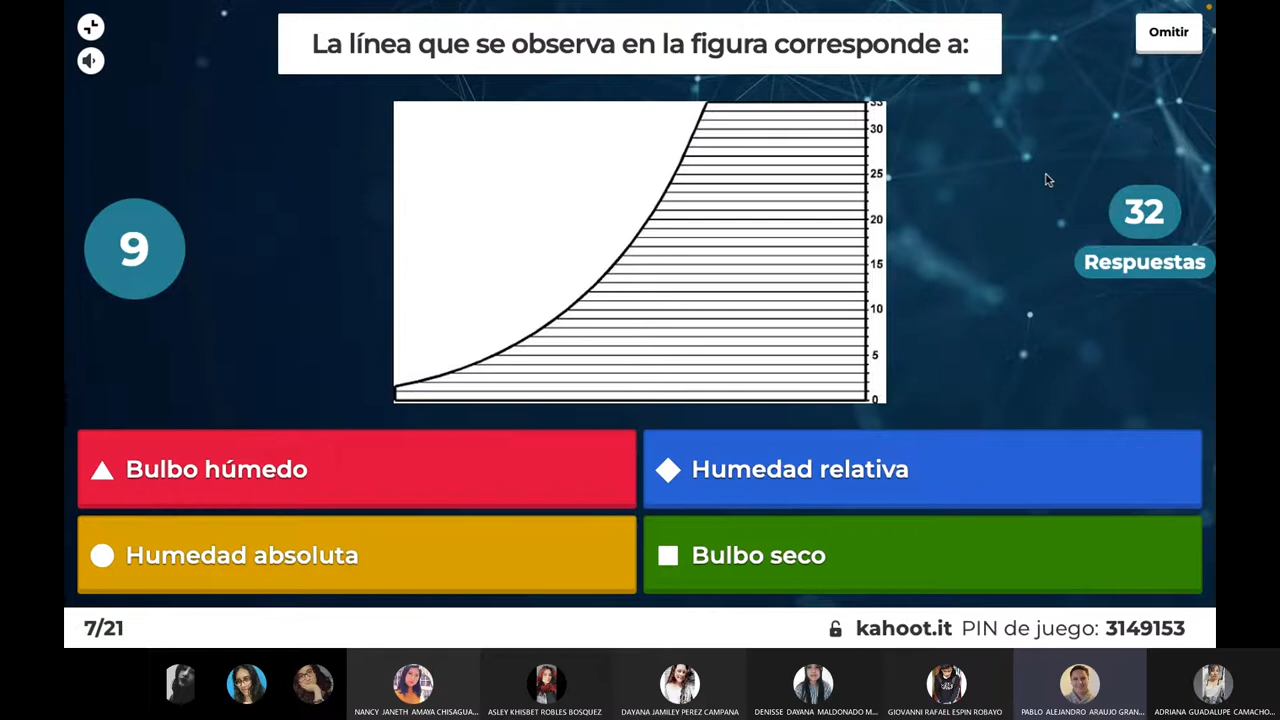 La línea que se observa en la figura corresponde a:
Omitir
35
30
25
20
15
10
5
0
9
32
Respuestas
Bulbo húmedo
Humedad relativa
Humedad absoluta
Bulbo seco
7/21
kahoot.it PIN de juego: 3149153
NANCY JANETH AMAYA CHISAGUA...
ASLEY KHISBET ROBLES BOSQUEZ
DAYANA JAMILEY PEREZ CAMPANA
DENISSE DAYANA MALDONADO M...
GIOVANNI RAFAEL ESPIN ROBAYO
PABLO ALEJANDRO ARAUJO GRAN...
ADRIANA GUADALUPE CAMACHO...